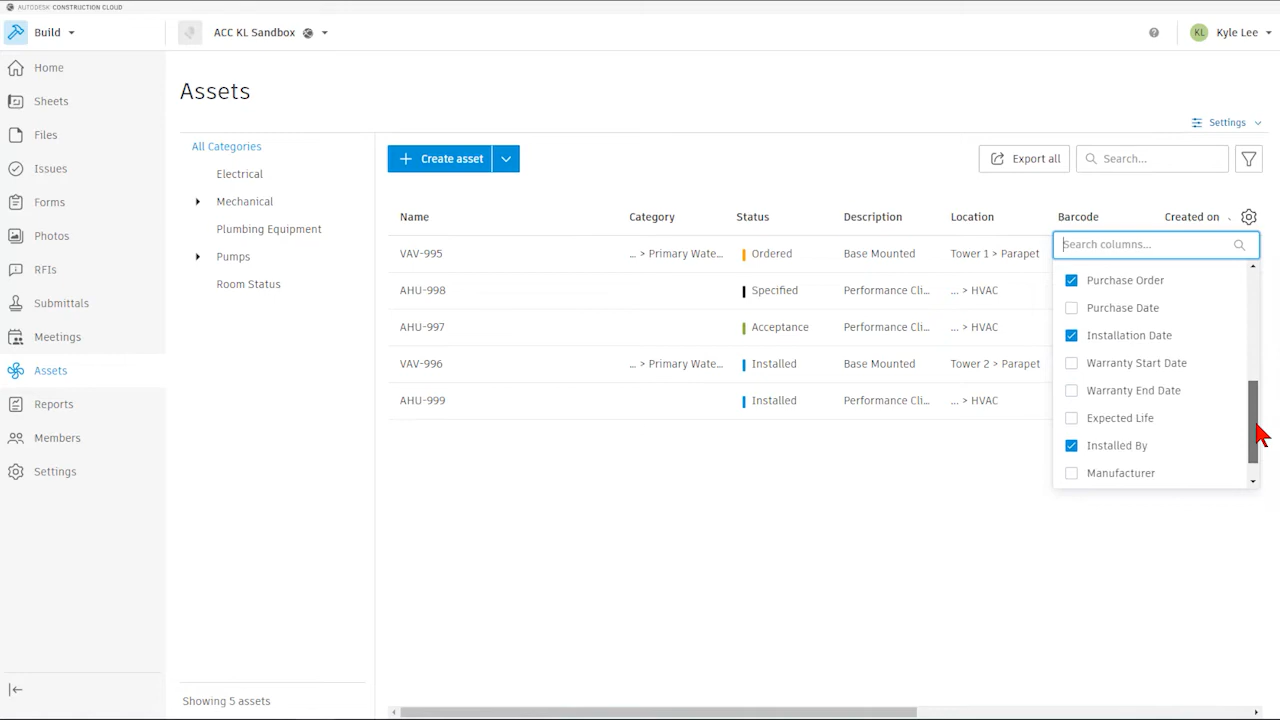 AUTODESK CONSTRUCTION CLOUD
Build
ACC KL Sandbox
KL
Kyle Lee
Home
Sheets
Files
Issues
Forms
Photos
RFIs
Submittals
Meetings
Assets
Reports
Members
Settings
Assets
Settings
All Categories
Electrical
Mechanical
Plumbing Equipment
Pumps
Room Status
Showing 5 assets
Create asset
Export all
Search...
Name Category Status Description Location Barcode Created on
VAV-995 ... > Primary Wate... Ordered Base Mounted Tower 1 > Parapet
AHU-998 Specified Performance Cli... ... > HVAC
AHU-997 Acceptance Performance Cli... ... > HVAC
VAV-996 ... > Primary Wate... Installed Base Mounted Tower 2 > Parapet
AHU-999 Installed Performance Cli... ... > HVAC
Search columns...
Purchase Order
Purchase Date
Installation Date
Warranty Start Date
Warranty End Date
Expected Life
Installed By
Manufacturer